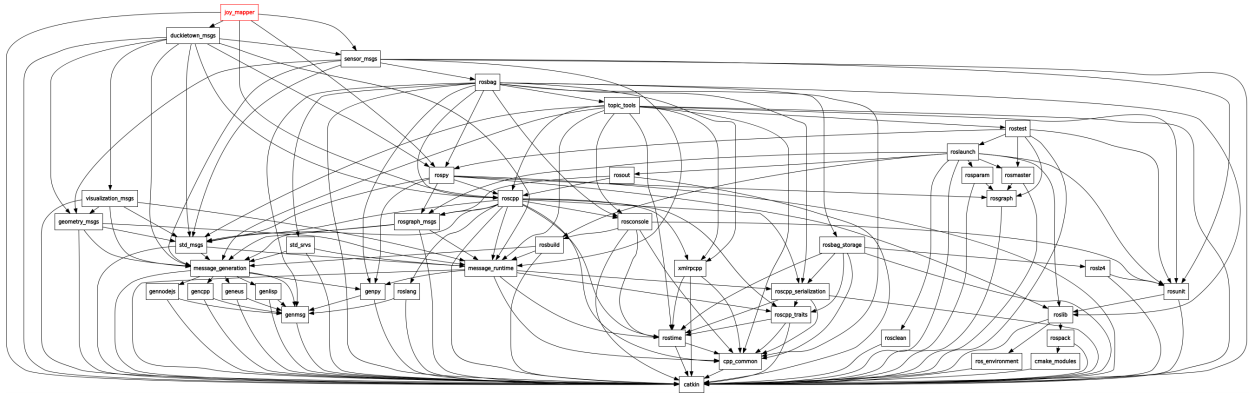 joy_mapper
duckietown_msgs
sensor_msgs
rosbag
topic_tools
rostest
roslaunch
rospy
rosout
rosparam
rosmaster
visualization_msgs
roscpp
rosgraph
geometry_msgs
rosgraph_msgs
rosconsole
std_msgs
std_srvs
rosbuild
rosbag_storage
message_generation
message_runtime
xmlrpcpp
roslz4
gennodejs
gencpp
geneus
genlisp
genpy
roslang
roscpp_serialization
rosunit
genmsg
roscpp_traits
roslib
rostime
rosclean
rospack
cpp_common
ros_environment
cmake_modules
catkin